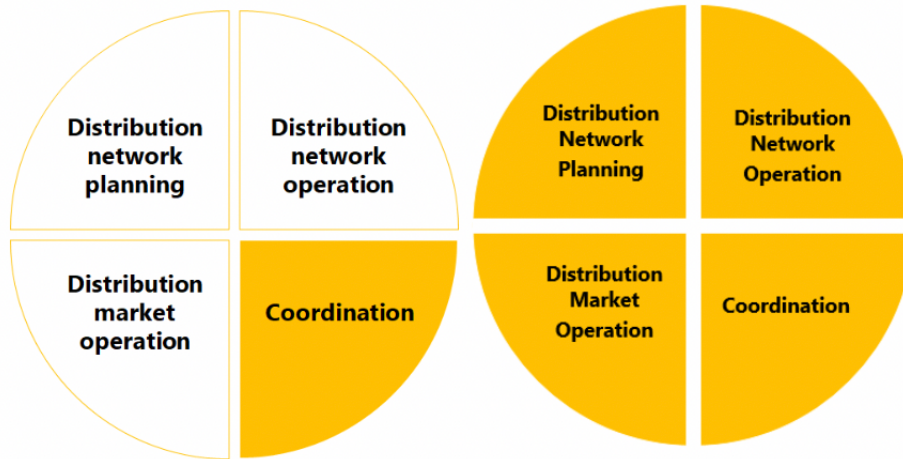 Distribution
network
planning
Distribution
network
operation
Distribution
market
operation
Coordination
Distribution
Network
Planning
Distribution
Network
Operation
Distribution
Market
Operation
Coordination